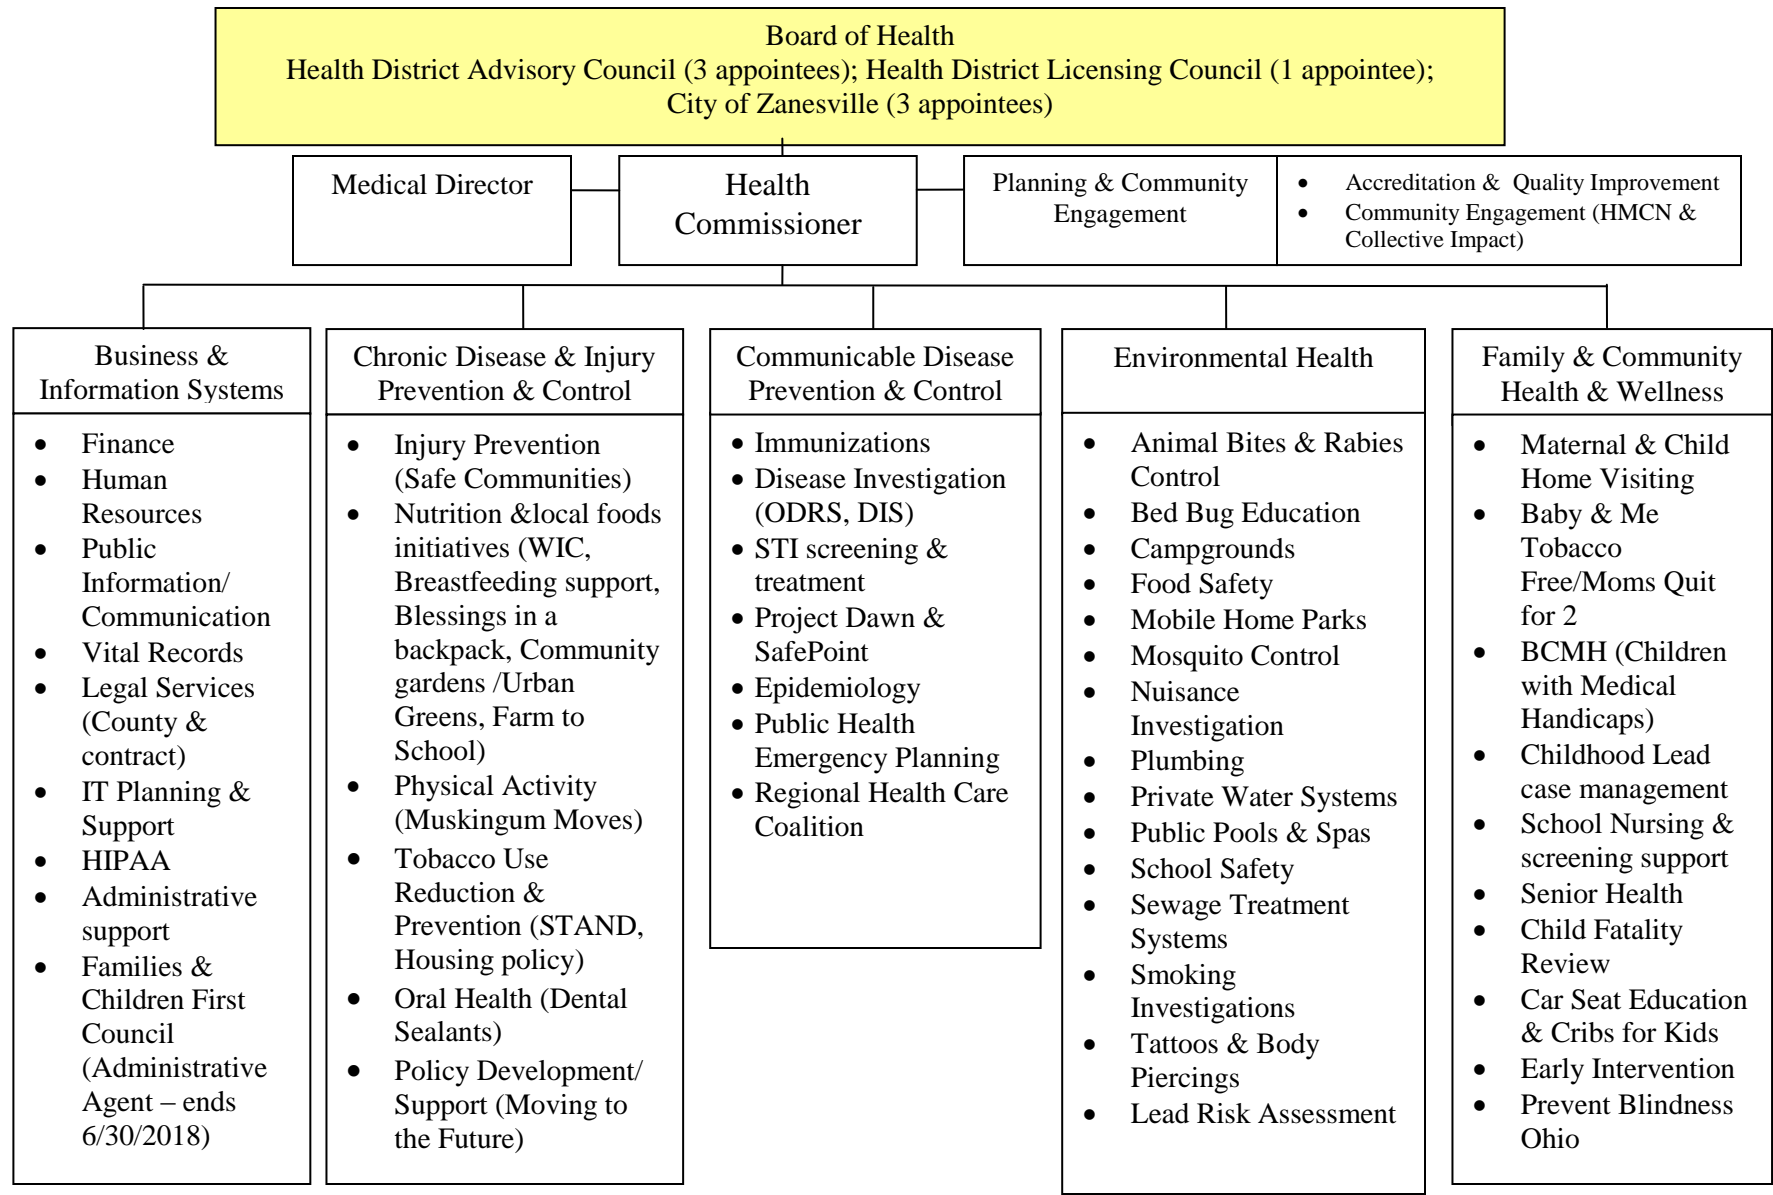 Board of Health
Health District Advisory Council (3 appointees); Health District Licensing Council (1 appointee);
City of Zanesville (3 appointees)
Medical Director
Health
Commissioner
Planning & Community
Engagement
• Accreditation & Quality Improvement
• Community Engagement (HMCN &
Collective Impact)
Business &
Information Systems
• Finance
• Human
Resources
• Public
Information/
Communication
• Vital Records
• Legal Services
(County &
contract)
• IT Planning &
Support
• HIPAA
• Administrative
support
• Families &
Children First
Council
(Administrative
Agent – ends
6/30/2018)
Chronic Disease & Injury
Prevention & Control
• Injury Prevention
(Safe Communities)
• Nutrition &local foods
initiatives (WIC,
Breastfeeding support,
Blessings in a
backpack, Community
gardens /Urban
Greens, Farm to
School)
• Physical Activity
(Muskingum Moves)
• Tobacco Use
Reduction &
Prevention (STAND,
Housing policy)
• Oral Health (Dental
Sealants)
• Policy Development/
Support (Moving to
the Future)
Communicable Disease
Prevention & Control
• Immunizations
• Disease Investigation
(ODRS, DIS)
• STI screening &
treatment
• Project Dawn &
SafePoint
• Epidemiology
• Public Health
Emergency Planning
• Regional Health Care
Coalition
Environmental Health
• Animal Bites & Rabies
Control
• Bed Bug Education
• Campgrounds
• Food Safety
• Mobile Home Parks
• Mosquito Control
• Nuisance
Investigation
• Plumbing
• Private Water Systems
• Public Pools & Spas
• School Safety
• Sewage Treatment
Systems
• Smoking
Investigations
• Tattoos & Body
Piercings
• Lead Risk Assessment
Family & Community
Health & Wellness
• Maternal & Child
Home Visiting
• Baby & Me
Tobacco
Free/Moms Quit
for 2
• BCMH (Children
with Medical
Handicaps)
• Childhood Lead
case management
• School Nursing &
screening support
• Senior Health
• Child Fatality
Review
• Car Seat Education
& Cribs for Kids
• Early Intervention
• Prevent Blindness
Ohio